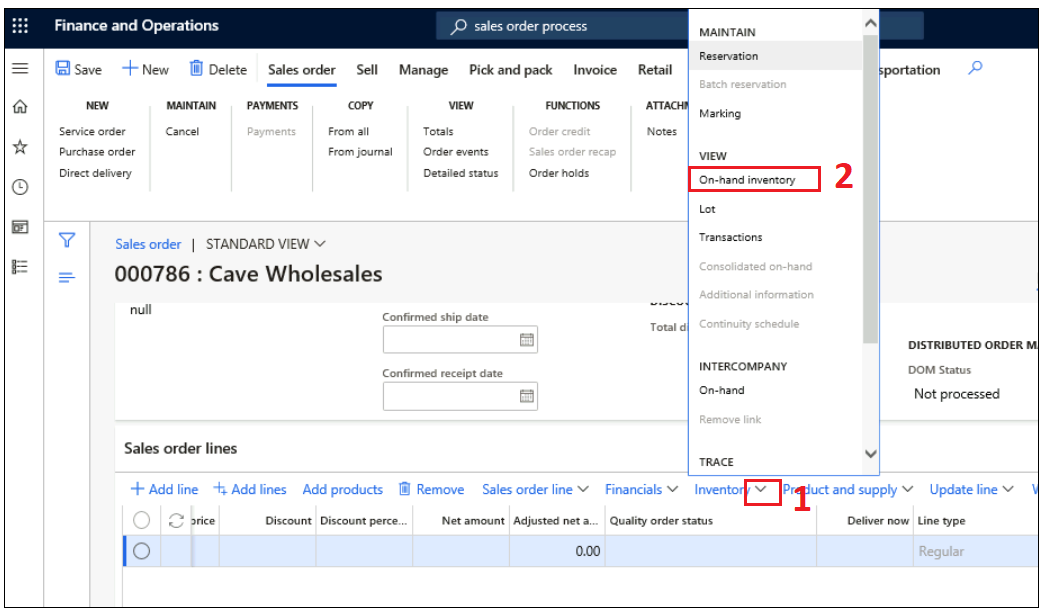 Finance and Operations
sales order process
Save
New
Delete
Sales order
Sell
Manage
Pick and pack
Invoice
Retail
sportation
NEW
Service order
Purchase order
Direct delivery
MAINTAIN
Cancel
PAYMENTS
Payments
COPY
From all
From journal
VIEW
Totals
Order events
Detailed status
FUNCTIONS
Order credit
Sales order recap
Order holds
ATTACHM
Notes
MAINTAIN
Reservation
Batch reservation
Marking
VIEW
On-hand inventory
2
Lot
Transactions
Consolidated on-hand
Additional information
Continuity schedule
INTERCOMPANY
On-hand
Remove link
TRACE
Sales order | STANDARD VIEW
000786 : Cave Wholesales
null
Confirmed ship date
Confirmed receipt date
Total di
DISTRIBUTED ORDER M
DOM Status
Not processed
Sales order lines
Add line
Add lines
Add products
Remove
Sales order line
Financials
Inventory
1
Product and supply
Update line
price
Discount
Discount perce...
Net amount
Adjusted net a...
Quality order status
Deliver now
Line type
0.00
Regular